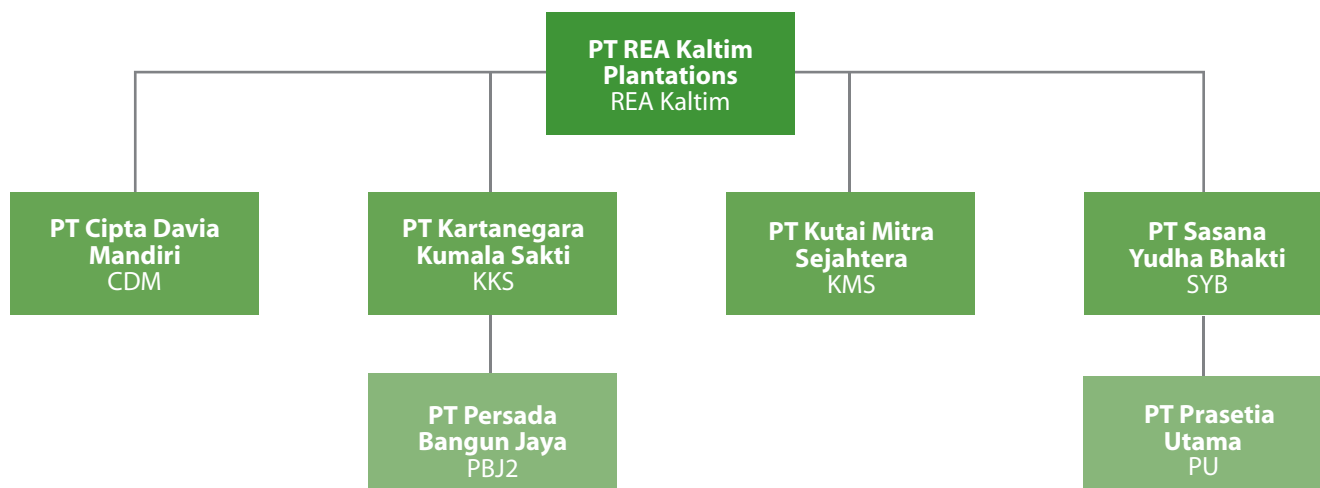 PT REA Kaltim
Plantations
REA Kaltim
PT Cipta Davia
Mandiri
CDM
PT Kartanegara
Kumala Sakti
KKS
PT Kutai Mitra
Sejahtera
KMS
PT Sasana
Yudha Bhakti
SYB
PT Persada
Bangun Jaya
PBJ2
PT Prasetia
Utama
PU